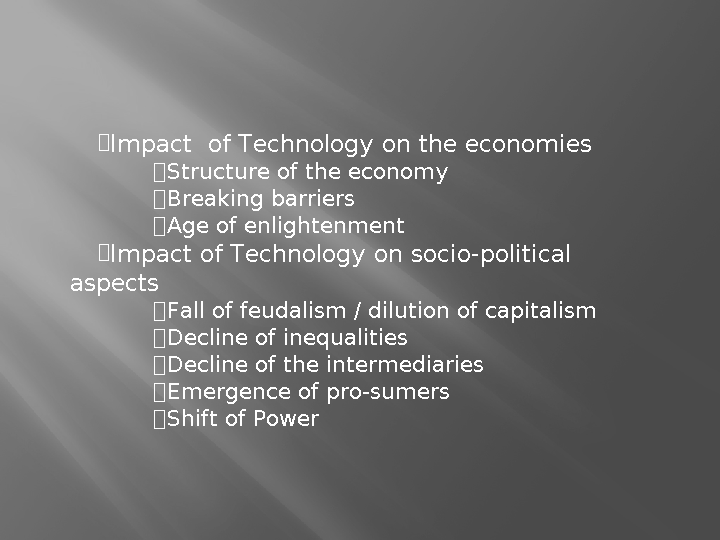 Impact  of Technology on the economies
Structure of the economy
Breaking barriers
Age of enlightenment
Impact of Technology on socio-political
aspects
Fall of feudalism / dilution of capitalism
Decline of inequalities
Decline of the intermediaries
Emergence of pro-sumers
Shift of Power